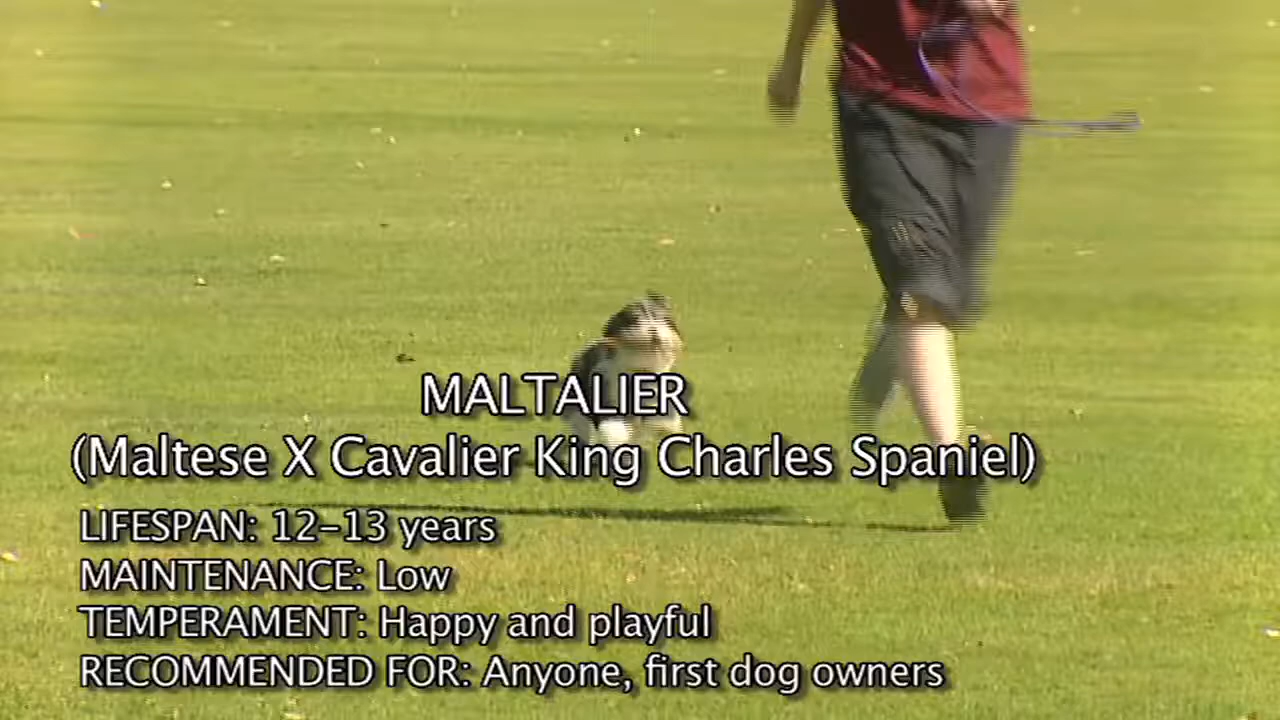 MALTALIER
(Maltese X Cavalier King Charles Spaniel)
LIFESPAN: 12-13 years
MAINTENANCE: Low
TEMPERAMENT: Happy and playful
RECOMMENDED FOR: Anyone, first dog owners